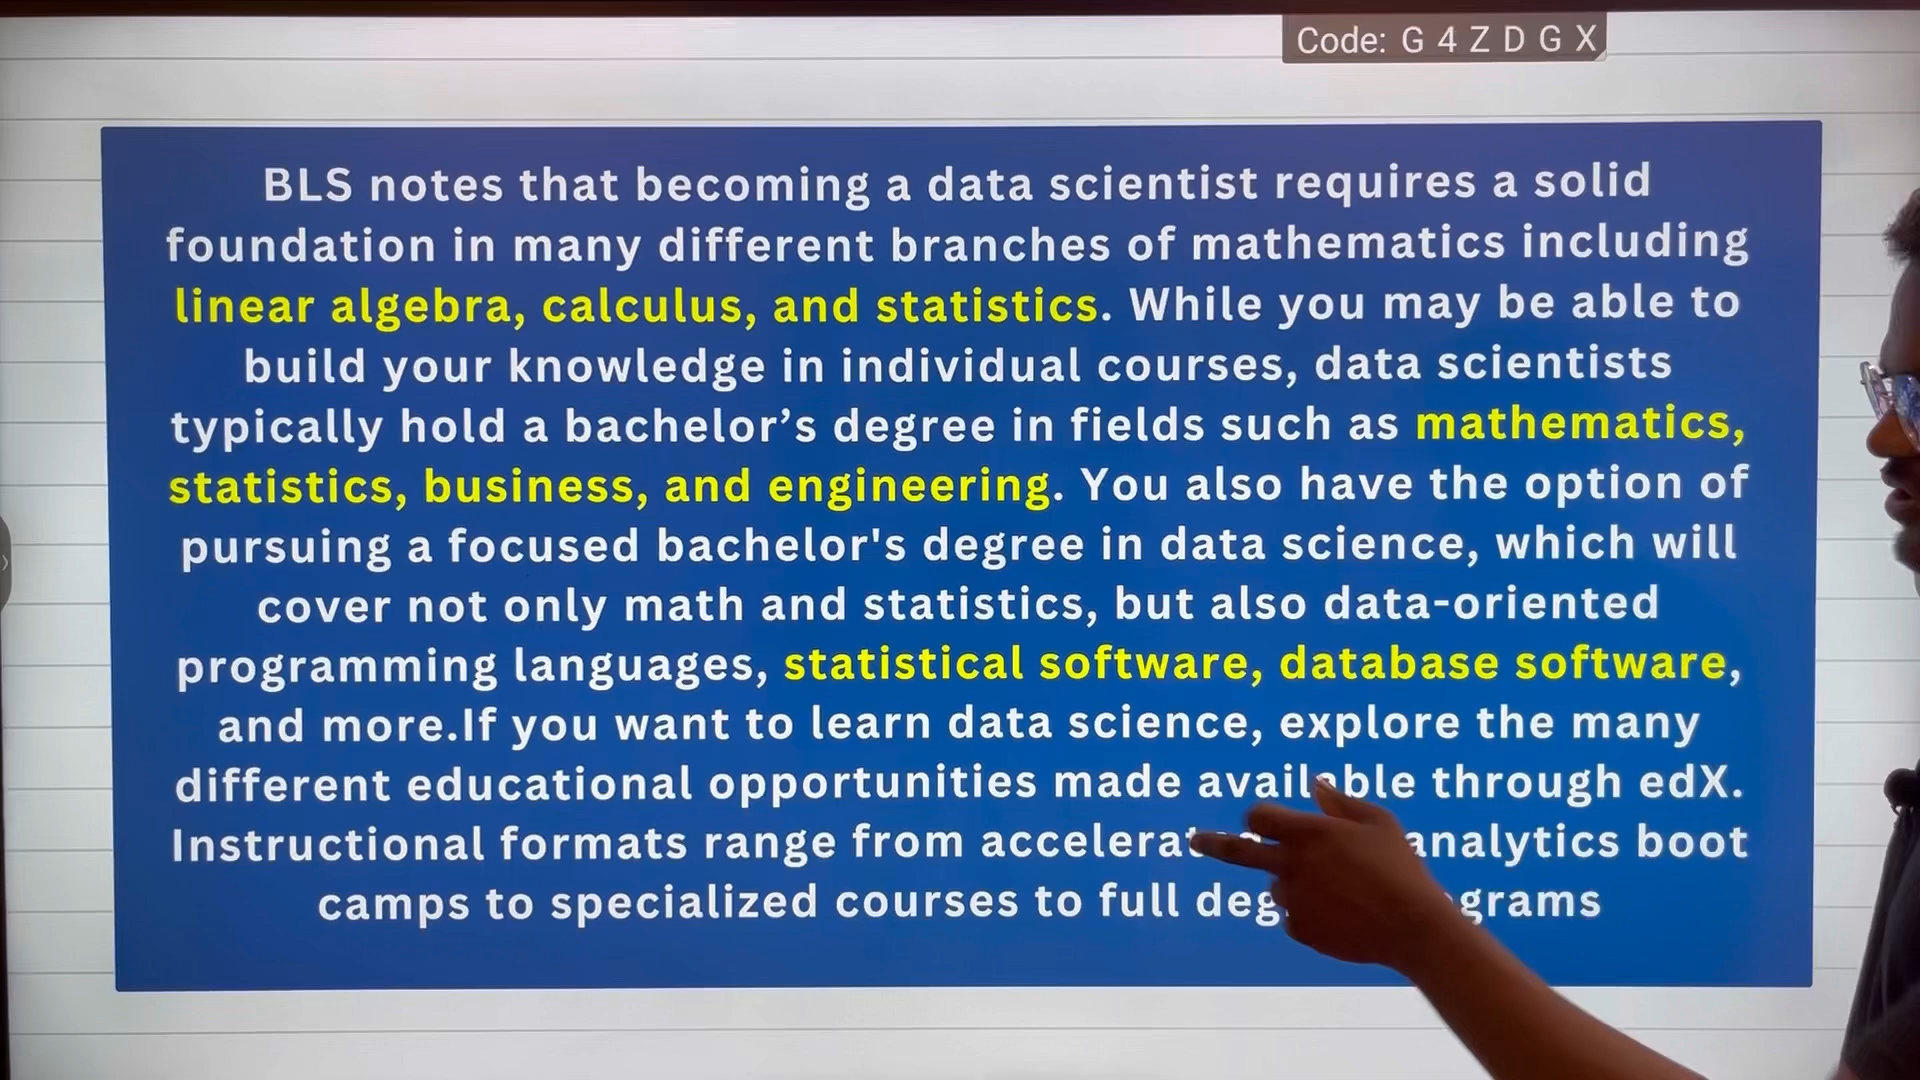 Code: G 4 Z D G X
BLS notes that becoming a data scientist requires a solid
foundation in many different branches of mathematics including
linear algebra, calculus, and statistics. While you may be able to
build your knowledge in individual courses, data scientists
typically hold a bachelor’s degree in fields such as mathematics,
statistics, business, and engineering. You also have the option of
pursuing a focused bachelor's degree in data science, which will
cover not only math and statistics, but also data-oriented
programming languages, statistical software, database software,
and more.If you want to learn data science, explore the many
different educational opportunities made available through edX.
Instructional formats range from analytics boot
camps to specialized courses to full